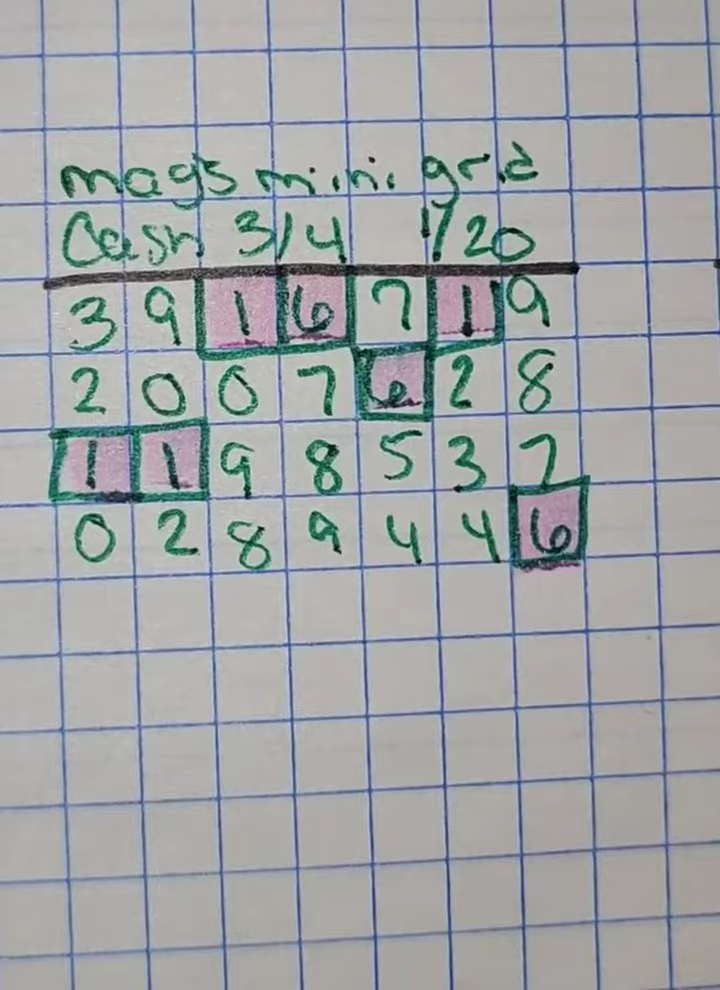 mags mini grid
Cash 3/4 1/20
3 9 1 6 7 1 9
2 0 0 7 6 2 8
1 1 9 8 5 3 7
0 2 8 9 4 4 6